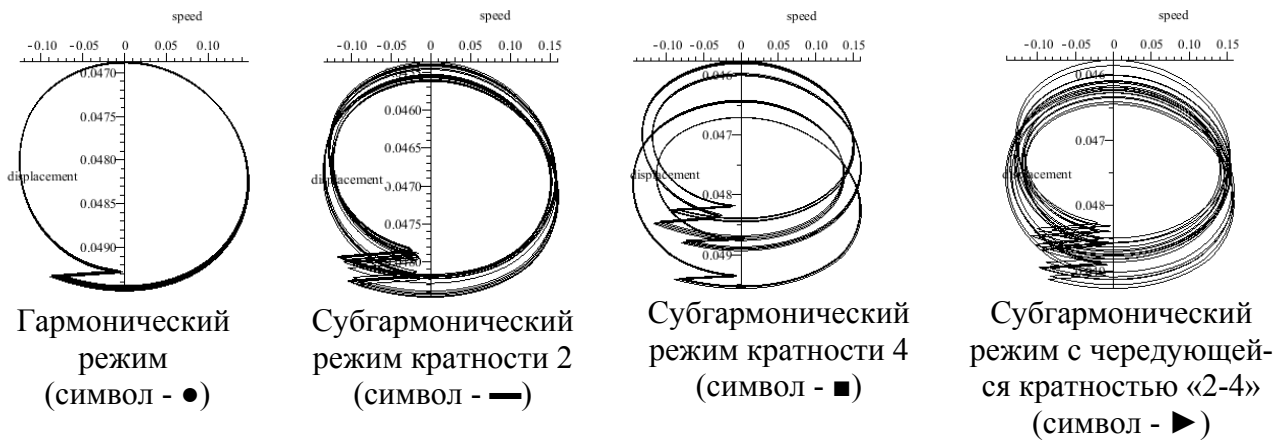 speed
-0.10 -0.05 0 0.05 0.10
0.0470
0.0475
0.0480
displacement
0.0485
0.0490
Гармонический
режим
(символ - ●)
speed
-0.10 -0.05 0 0.05 0.10 0.15
0.0460
0.0465
displacement
0.0470
0.0475
Субгармонический
режим кратности 2
(символ - ━)
speed
-0.10 -0.05 0 0.05 0.10 0.15
0.046
0.047
displacement
0.048
0.049
Субгармонический
режим кратности 4
(символ - ■)
speed
-0.10 -0.05 0 0.05 0.10 0.15
0.046
0.047
displacement
0.048
Субгармонический
режим с чередующей-
ся кратностью «2-4»
(символ - ►)